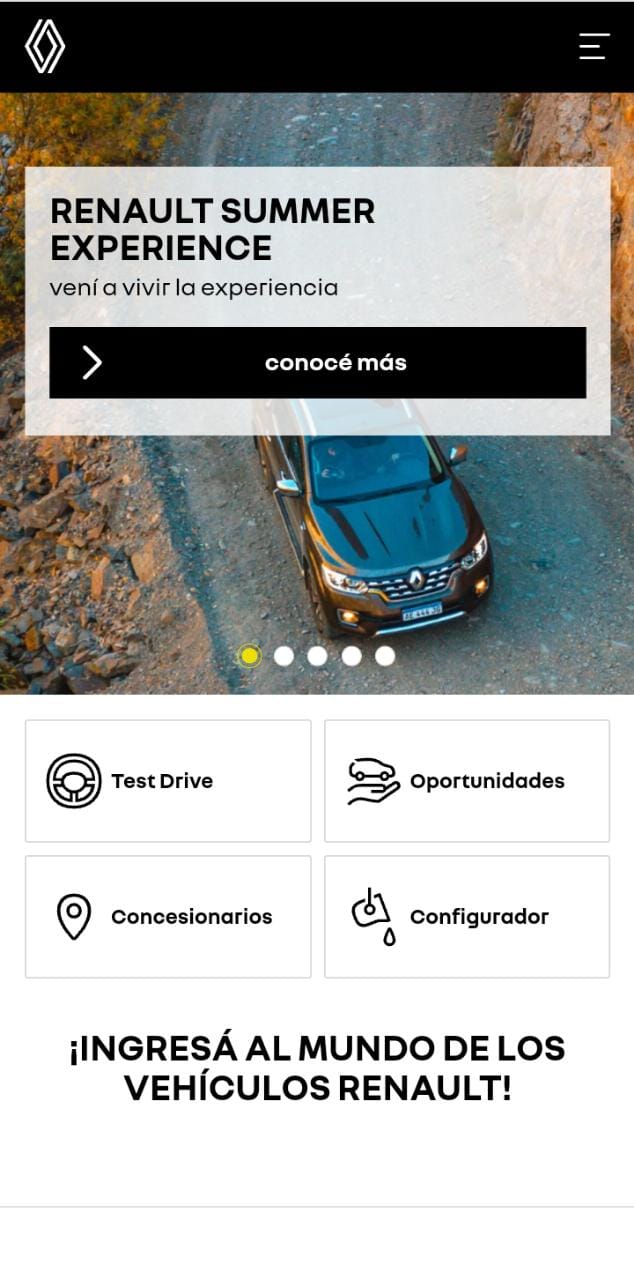 RENAULT SUMMER
EXPERIENCE
vení a vivir la experiencia
conocé más
Test Drive
Oportunidades
Concesionarios
Configurador
¡INGRESÁ AL MUNDO DE LOS
VEHÍCULOS RENAULT!